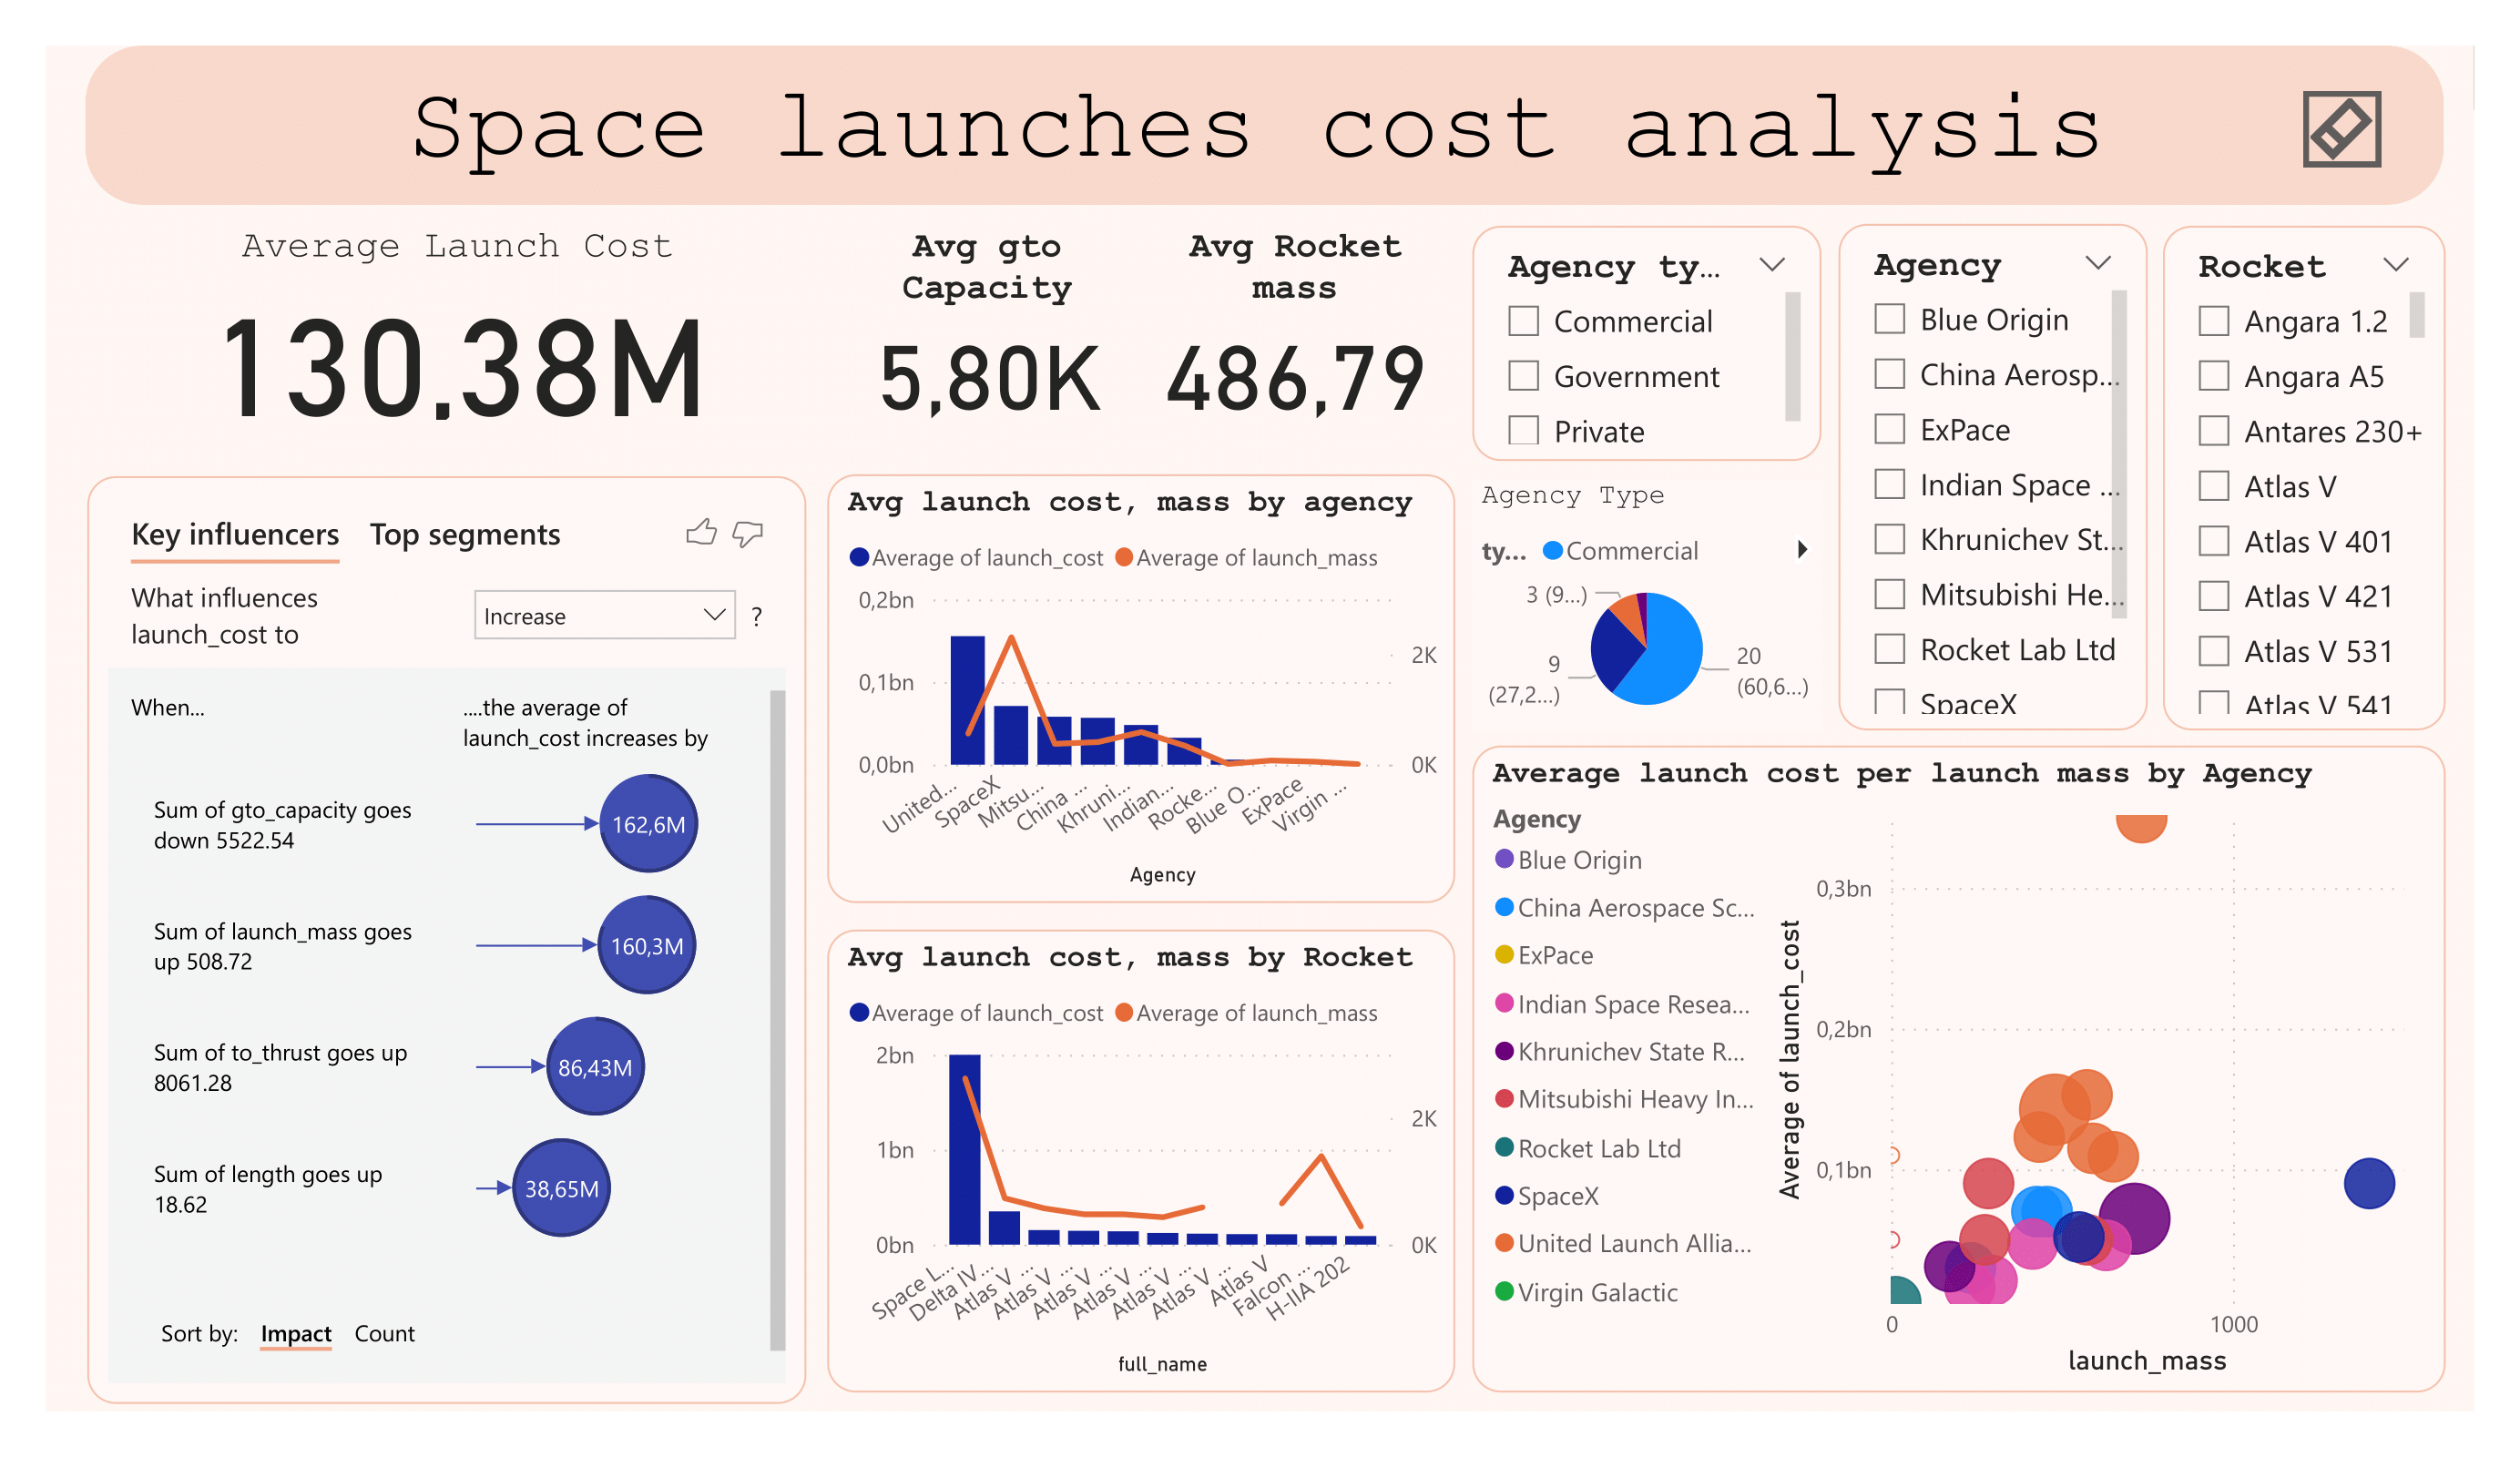 Space launches cost analysis
Average Launch Cost
130,38M
Avg gto
Capacity
5,80K
Avg Rocket
mass
486,79
Agency ty...
Commercial
Government
Private
Agency
Blue Origin
China Aerosp...
ExPace
Indian Space ...
Khrunichev St...
Mitsubishi He...
Rocket Lab Ltd
SpaceX
Rocket
Angara 1.2
Angara A5
Antares 230+
Atlas V
Atlas V 401
Atlas V 421
Atlas V 531
Atlas V 541
Key influencers Top segments
What influences
launch_cost to
Increase
?
When...
....the average of
launch_cost increases by
Sum of gto_capacity goes
down 5522.54
162,6M
Sum of launch_mass goes
up 508.72
160,3M
Sum of to_thrust goes up
8061.28
86,43M
Sum of length goes up
18.62
38,65M
Sort by: Impact Count
Avg launch cost, mass by agency
Average of launch_cost Average of launch_mass
0,2bn
0,1bn
0,0bn
2K
0K
United...
SpaceX
Mitsu...
China ...
Khruni...
Indian...
Rocke...
Blue O...
ExPace
Virgin ...
Agency
Avg launch cost, mass by Rocket
Average of launch_cost Average of launch_mass
2bn
1bn
0bn
2K
0K
Space L...
Delta IV...
Atlas V ...
Atlas V ...
Atlas V ...
Atlas V ...
Atlas V ...
Atlas V ...
Atlas V
Falcon ...
H-IIA 202
full_name
Agency Type
ty... Commercial
3 (9...)
9
(27,2...)
20
(60,6...)
Average launch cost per launch mass by Agency
Agency
Blue Origin
China Aerospace Sc...
ExPace
Indian Space Resea...
Khrunichev State R...
Mitsubishi Heavy In...
Rocket Lab Ltd
SpaceX
United Launch Allia...
Virgin Galactic
Average of launch_cost
0,3bn
0,2bn
0,1bn
0
1000
launch_mass